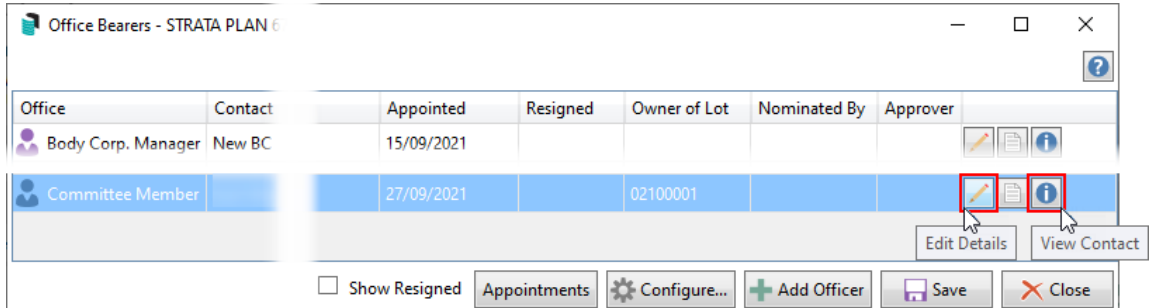 Office Bearers - STRATA PLAN 6
Office Contact Appointed Resigned Owner of Lot Nominated By Approver
Body Corp. Manager New BC 15/09/2021
Committee Member 27/09/2021 02100001
Edit Details View Contact
Show Resigned Appointments Configure... Add Officer Save Close